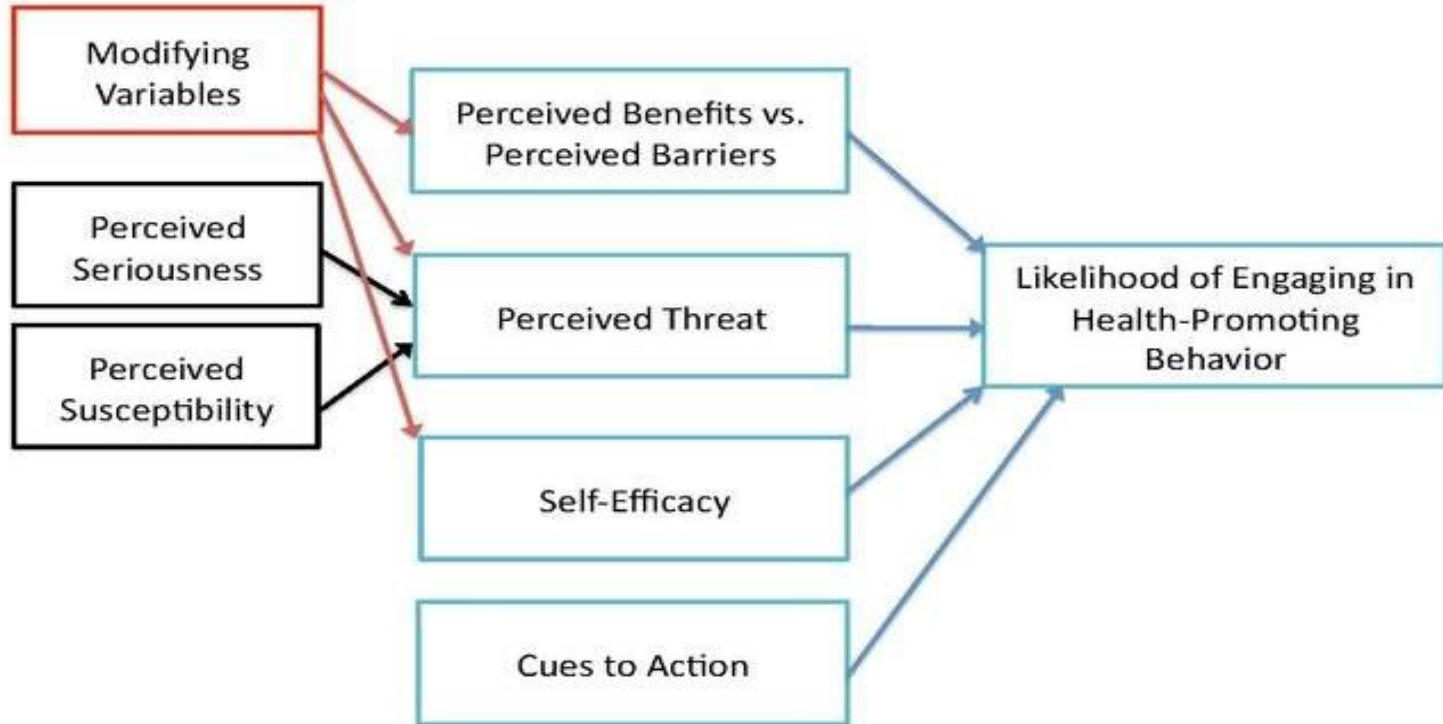 Modifying
Variables
Perceived Benefits vs.
Perceived Barriers
Perceived
Seriousness
Perceived Threat
Likelihood of Engaging in
Health-Promoting
Behavior
Perceived
Susceptibility
Self-Efficacy
Cues to Action